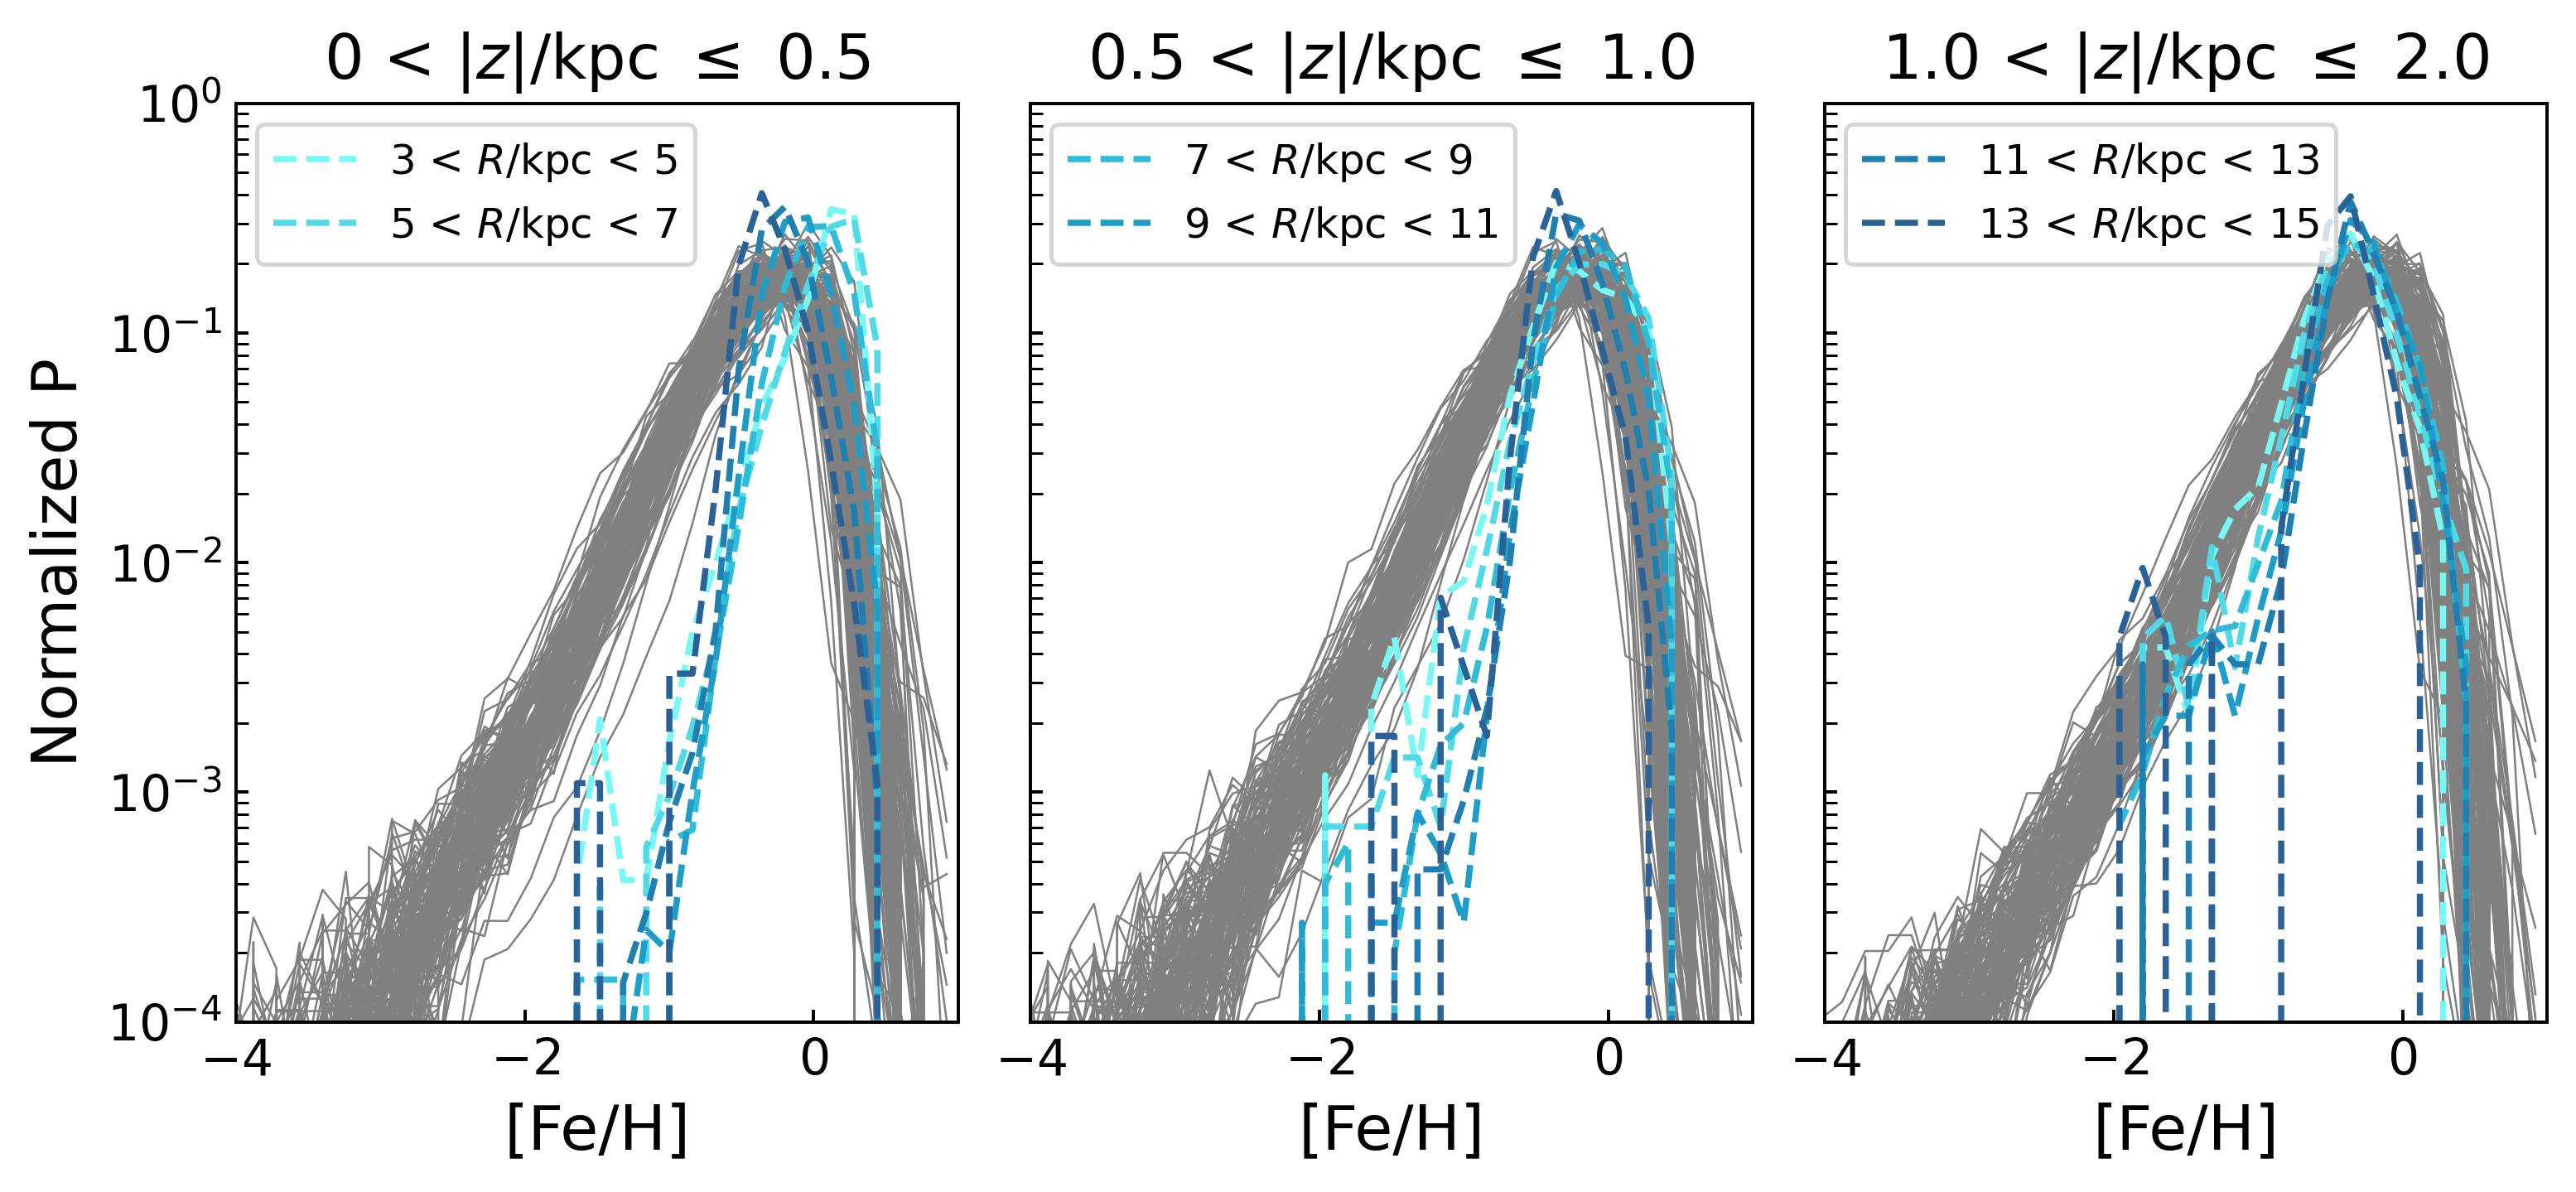 0 < |z|/kpc ≤ 0.5
0.5 < |z|/kpc ≤ 1.0
1.0 < |z|/kpc ≤ 2.0
Normalized P
10⁰
10⁻¹
10⁻²
10⁻³
10⁻⁴
3 < R/kpc < 5
5 < R/kpc < 7
7 < R/kpc < 9
9 < R/kpc < 11
11 < R/kpc < 13
13 < R/kpc < 15
−4 −2 0
−4 −2 0
−4 −2 0
[Fe/H]
[Fe/H]
[Fe/H]